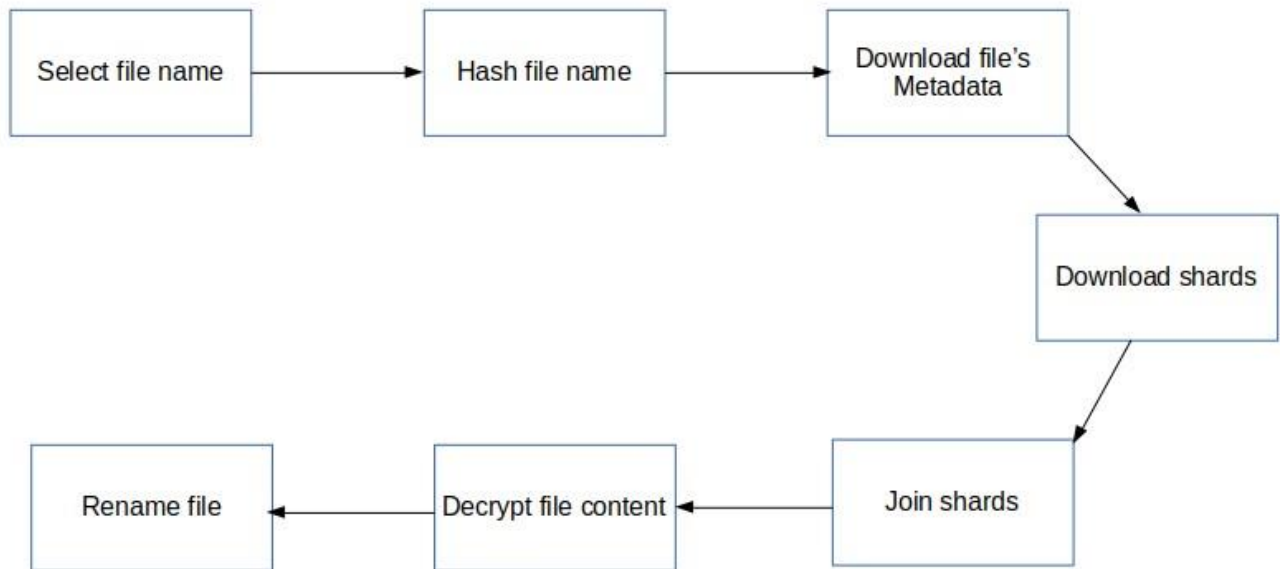 Select file name
Hash file name
Download file's
Metadata
Download shards
Join shards
Decrypt file content
Rename file